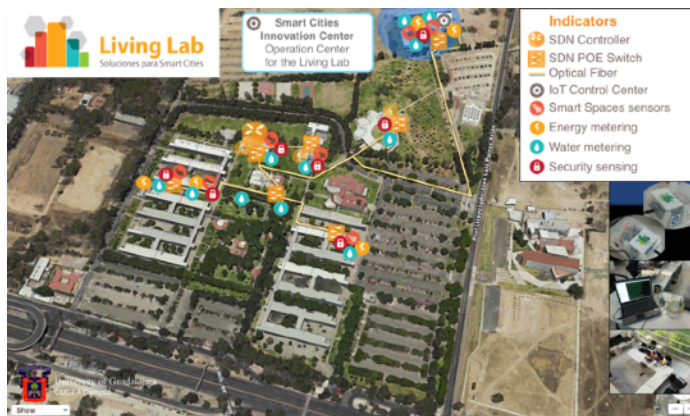 Living Lab
Soluciones para Smart Cities
Smart Cities
Innovation Center
Operation Center
for the Living Lab
Indicators
SDN Controller
SDN POE Switch
Optical Fiber
IoT Control Center
Smart Spaces sensors
Energy metering
Water metering
Security sensing
University of Guadalajara
Show